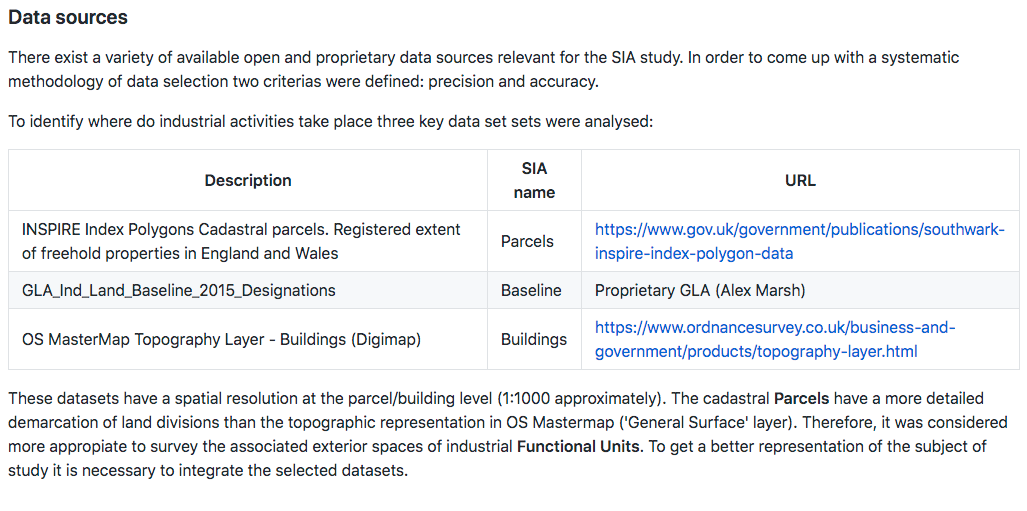 Data sources
There exist a variety of available open and proprietary data sources relevant for the SIA study. In order to come up with a systematic
methodology of data selection two criterias were defined: precision and accuracy.
To identify where do industrial activities take place three key data set sets were analysed:
Description
SIA
name
URL
INSPIRE Index Polygons Cadastral parcels. Registered extent
of freehold properties in England and Wales
Parcels
https://www.gov.uk/government/publications/southwark-
inspire-index-polygon-data
GLA_Ind_Land_Baseline_2015_Designations
Baseline
Proprietary GLA (Alex Marsh)
OS MasterMap Topography Layer - Buildings (Digimap)
Buildings
https://www.ordnancesurvey.co.uk/business-and-
government/products/topography-layer.html
These datasets have a spatial resolution at the parcel/building level (1:1000 approximately). The cadastral Parcels have a more detailed
demarcation of land divisions than the topographic representation in OS Mastermap ('General Surface' layer). Therefore, it was considered
more appropiate to survey the associated exterior spaces of industrial Functional Units. To get a better representation of the subject of
study it is necessary to integrate the selected datasets.